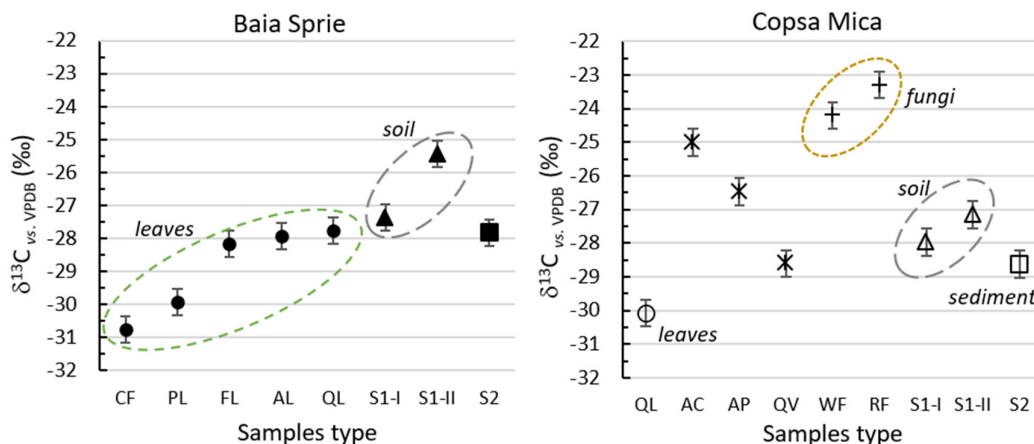 Baia Sprie
δ¹³C vs. VPDB (‰)
-22
-23
-24
-25
-26
-27
-28
-29
-30
-31
-32
soil
leaves
CF PL FL AL QL S1-I S1-II S2
Samples type
Copsa Mica
δ¹³C vs. VPDB (‰)
-22
-23
-24
-25
-26
-27
-28
-29
-30
-31
-32
fungi
soil
sediment
leaves
QL AC AP QV WF RF S1-I S1-II S2
Samples type